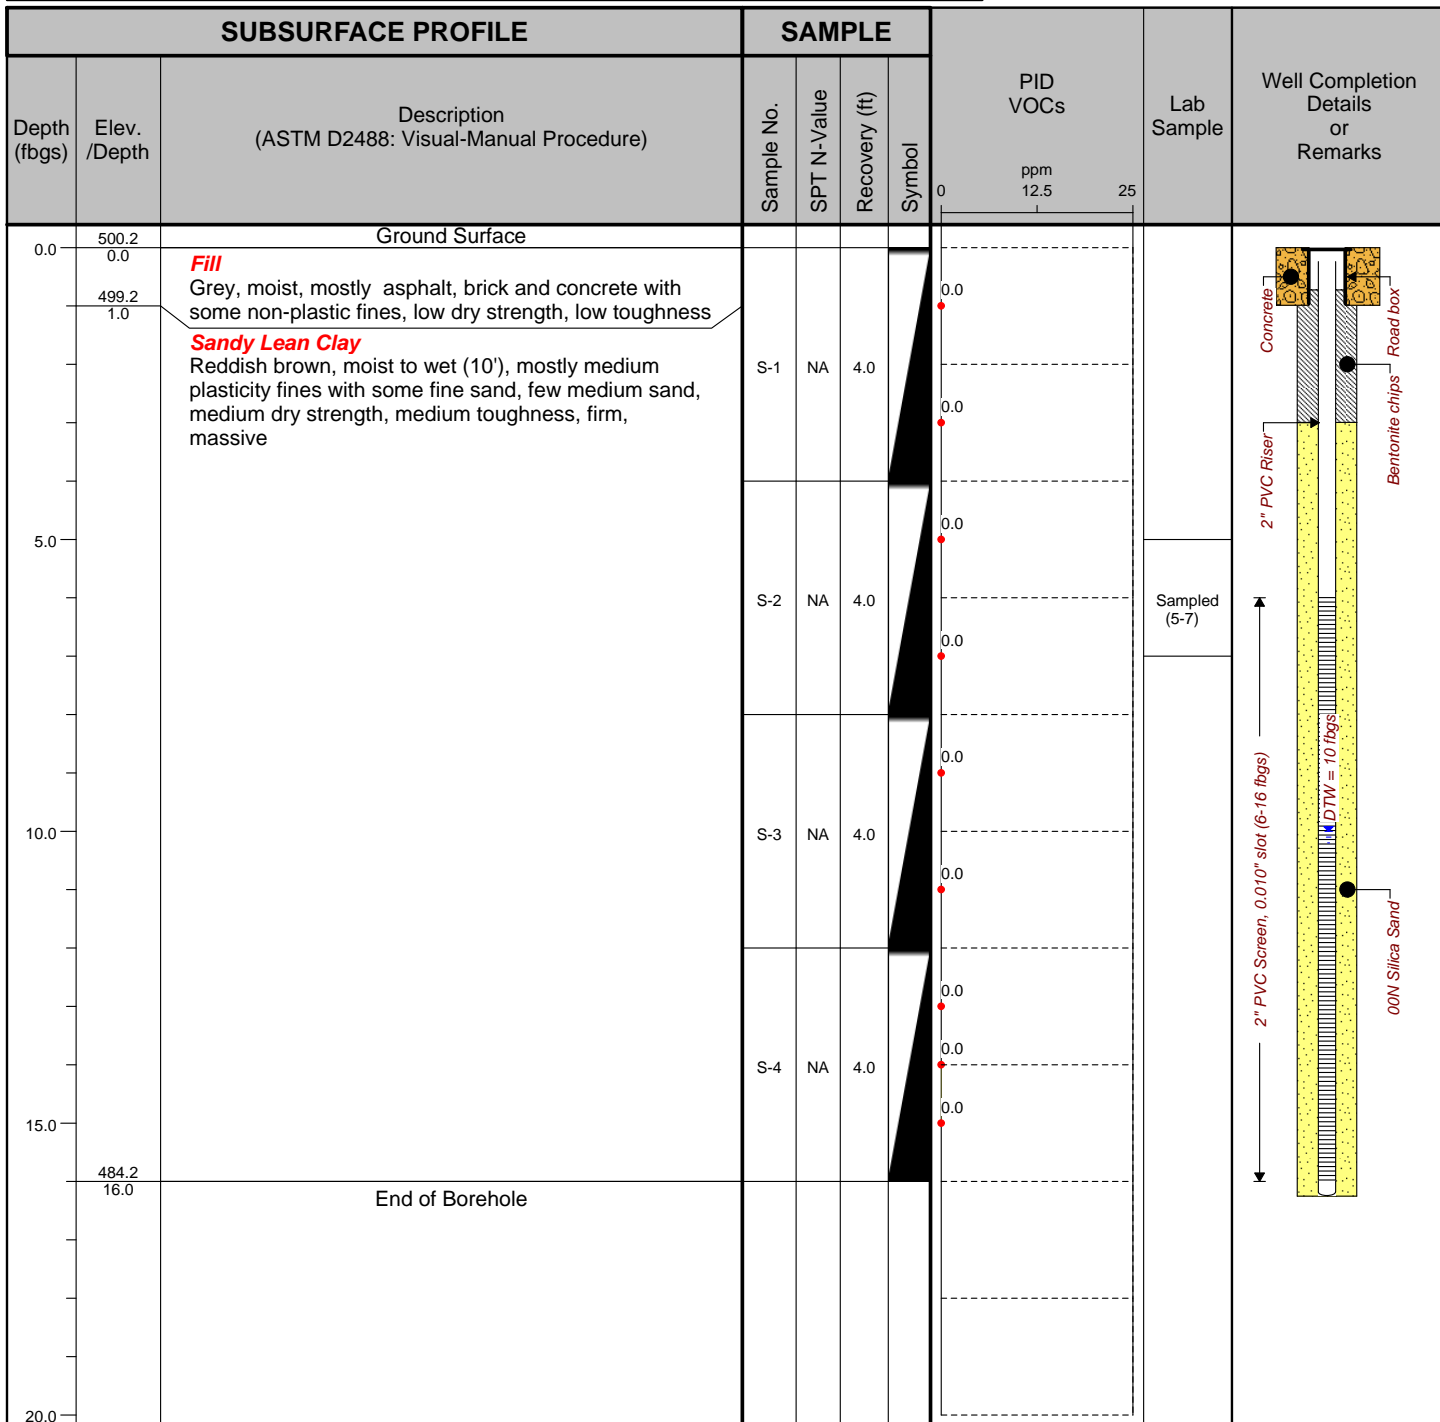 SUBSURFACE PROFILE
SAMPLE
Depth
(fbgs)
Elev.
/Depth
Description
(ASTM D2488: Visual-Manual Procedure)
Sample No.
SPT N-Value
Recovery (ft)
Symbol
PID
VOCs
ppm
0 12.5 25
Lab
Sample
Well Completion
Details
or
Remarks
0.0
500.2
0.0
Ground Surface
Fill
Grey, moist, mostly asphalt, brick and concrete with
some non-plastic fines, low dry strength, low toughness
499.2
1.0
Sandy Lean Clay
Reddish brown, moist to wet (10'), mostly medium
plasticity fines with some fine sand, few medium sand,
medium dry strength, medium toughness, firm,
massive
S-1 NA 4.0
0.0
0.0
Concrete
Road box
Bentonite chips
2" PVC Riser
5.0
S-2 NA 4.0
0.0
0.0
Sampled
(5-7)
10.0
S-3 NA 4.0
0.0
0.0
DTW = 10 fbgs
2" PVC Screen, 0.010" slot (6-16 fbgs)
00N Silica Sand
15.0
S-4 NA 4.0
0.0
0.0
0.0
484.2
16.0
End of Borehole
20.0